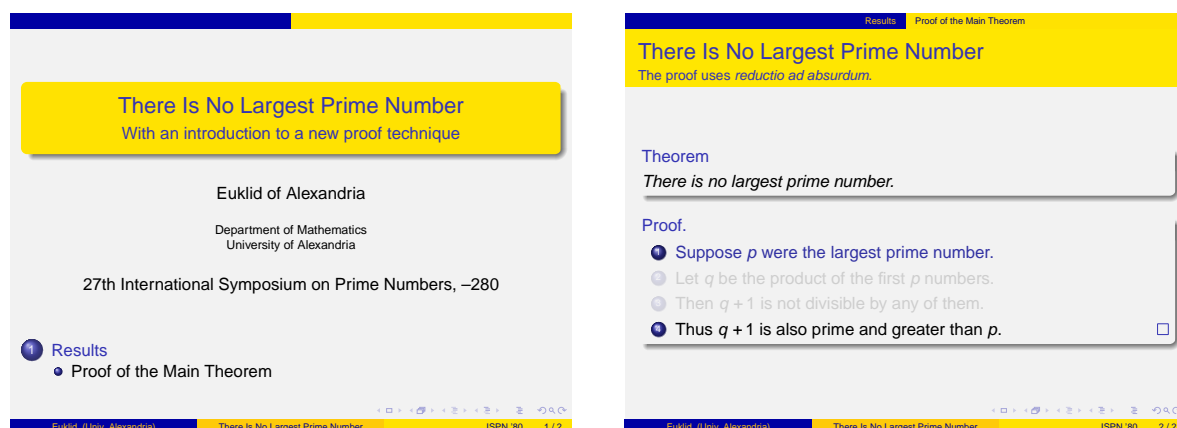 There Is No Largest Prime Number
With an introduction to a new proof technique
Euklid of Alexandria
Department of Mathematics
University of Alexandria
27th International Symposium on Prime Numbers, –280
1 Results
Proof of the Main Theorem
Euklid (Univ. Alexandria) There Is No Largest Prime Number ISPN '80 1 / 2
Results Proof of the Main Theorem
There Is No Largest Prime Number
The proof uses reductio ad absurdum.
Theorem
There is no largest prime number.
Proof.
1 Suppose p were the largest prime number.
2 Let q be the product of the first p numbers.
3 Then q + 1 is not divisible by any of them.
4 Thus q + 1 is also prime and greater than p. □
Euklid (Univ. Alexandria) There Is No Largest Prime Number ISPN '80 2 / 2